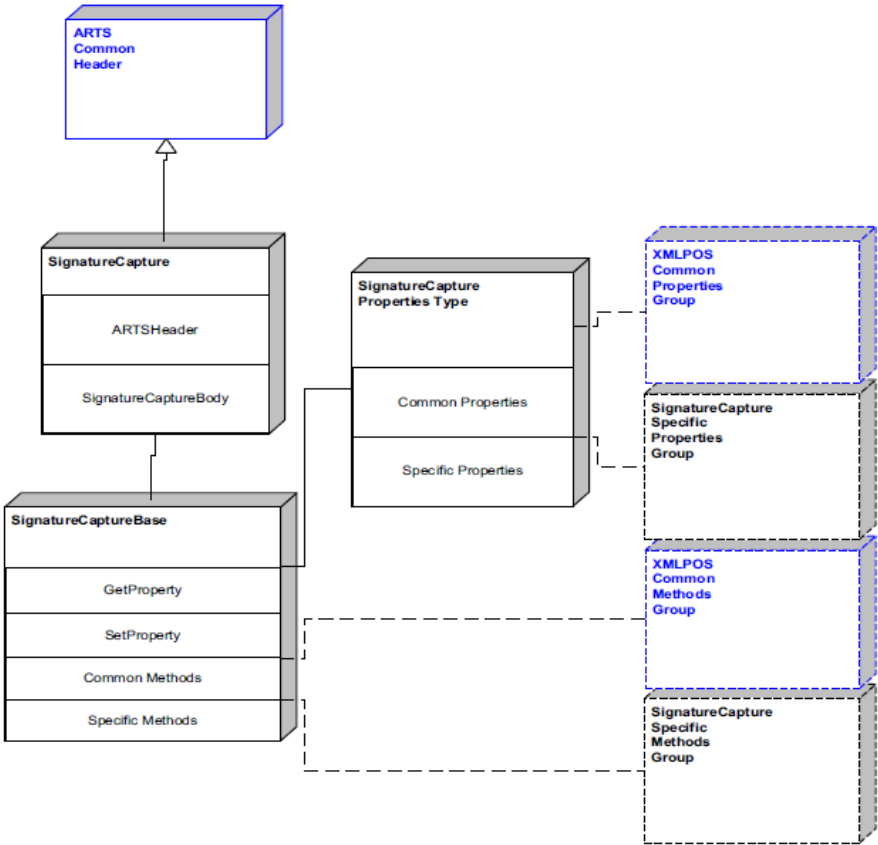 ARTS
Common
Header
SignatureCapture
ARTSHeader
SignatureCaptureBody
SignatureCaptureBase
GetProperty
SetProperty
Common Methods
Specific Methods
SignatureCapture
Properties Type
Common Properties
Specific Properties
XMLPOS
Common
Properties
Group
SignatureCapture
Specific
Properties
Group
XMLPOS
Common
Methods
Group
SignatureCapture
Specific
Methods
Group